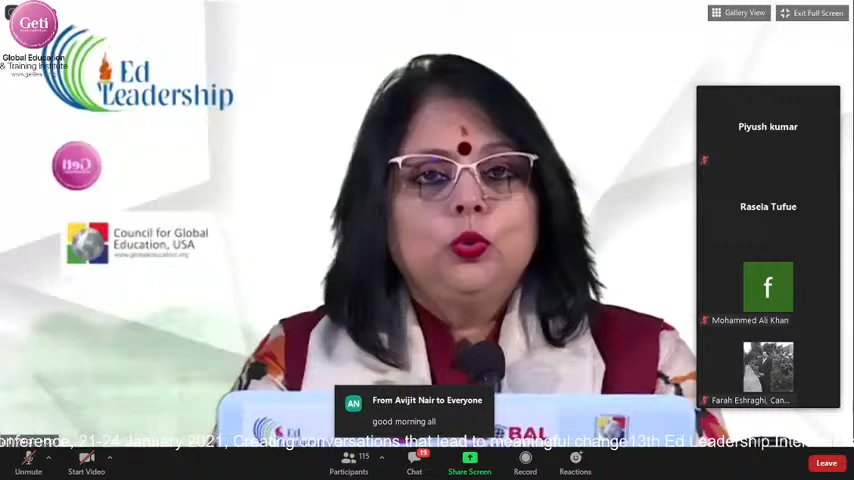 Geti
Global Education
& Training Institute
Ed
Leadership
Geti
Council for Global
Education, USA
www.globaleducation.org
Gallery View
Exit Full Screen
Piyush kumar
Rasela Tufue
f
Mohammed Ali Khan
Farah Eshraghi, Can...
AN
From Avijit Nair to Everyone
good morning all
Ed
onference, 21-24 January 2021, Creating conversations that lead to meaningful change13th Ed Leadership Inte
Unmute
Start Video
Participants
115
Chat
19
Share Screen
Record
Reactions
Leave